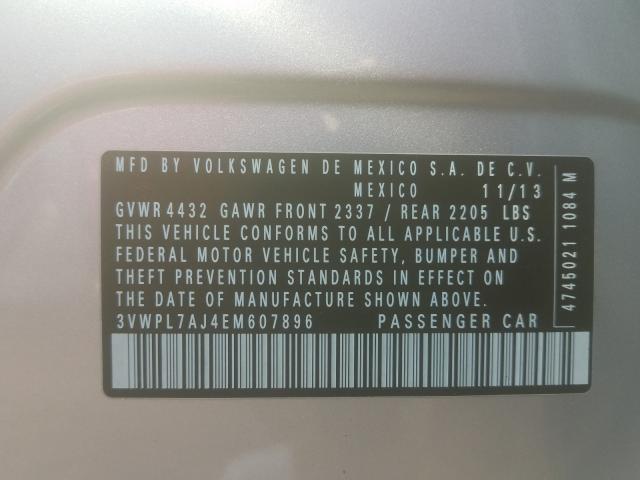 MFD BY VOLKSWAGEN DE MEXICO S.A. DE C.V.
MEXICO 11/13
GVWR 4432 GAWR FRONT 2337 / REAR 2205 LBS
THIS VEHICLE CONFORMS TO ALL APPLICABLE U.S.
FEDERAL MOTOR VEHICLE SAFETY, BUMPER AND
THEFT PREVENTION STANDARDS IN EFFECT ON
THE DATE OF MANUFACTURE SHOWN ABOVE.
3VWPL7AJ4EM607896 PASSENGER CAR
4745021 1084 M